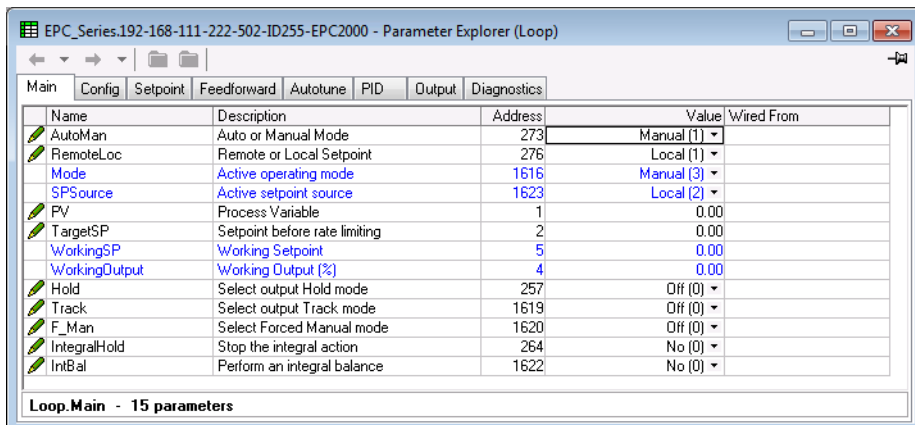 EPC_Series.192-168-111-222-502-ID255-EPC2000 - Parameter Explorer (Loop)
Main Config Setpoint Feedforward Autotune PID Output Diagnostics
Name Description Address Value Wired From
AutoMan Auto or Manual Mode 273 Manual (1)
RemoteLoc Remote or Local Setpoint 276 Local (1)
Mode Active operating mode 1616 Manual (3)
SPSource Active setpoint source 1623 Local (2)
PV Process Variable 1 0.00
TargetSP Setpoint before rate limiting 2 0.00
WorkingSP Working Setpoint 5 0.00
WorkingOutput Working Output (%) 4 0.00
Hold Select output Hold mode 257 Off (0)
Track Select output Track mode 1619 Off (0)
F_Man Select Forced Manual mode 1620 Off (0)
IntegralHold Stop the integral action 264 No (0)
IntBal Perform an integral balance 1622 No (0)
Loop.Main - 15 parameters